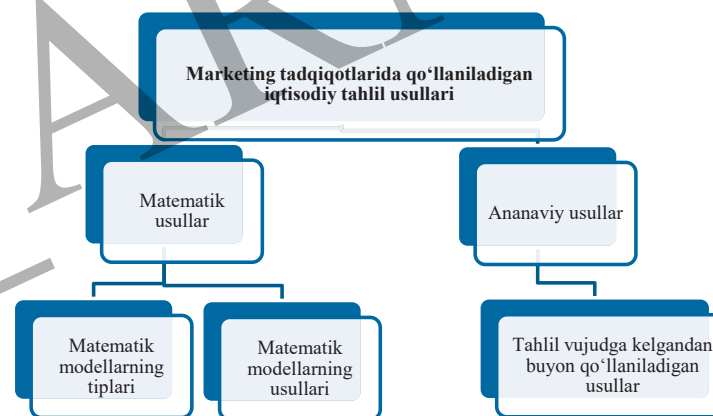 Marketing tadqiqotlarida qo‘llaniladigan
iqtisodiy tahlil usullari
Matematik
usullar
Ananaviy usullar
Matematik
modellarning
tiplari
Matematik
modellarning
usullari
Tahlil vujudga kelgandan
buyon qo‘llaniladigan
usullar